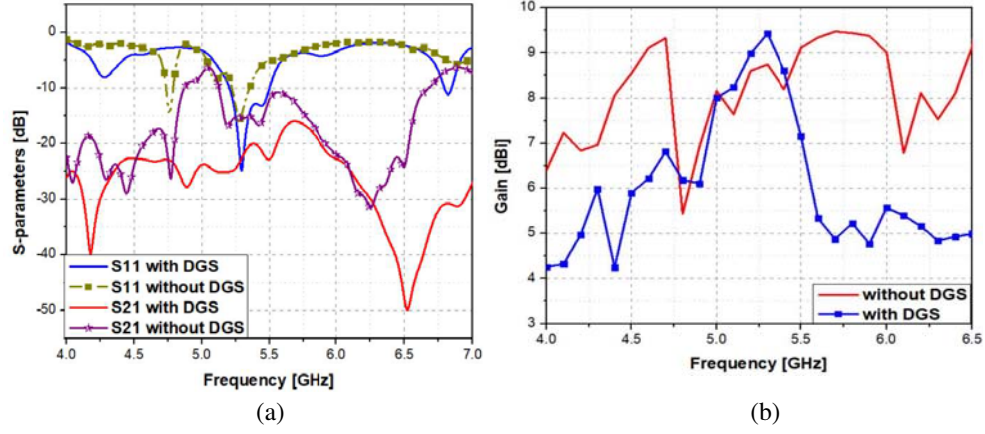 0
-10
-20
-30
-40
-50
S-parameters [dB]
S11 with DGS
S11 without DGS
S21 with DGS
S21 without DGS
4.0 4.5 5.0 5.5 6.0 6.5 7.0
Frequency [GHz]
(a)
10
9
8
7
6
5
4
3
Gain [dBi]
without DGS
with DGS
4.0 4.5 5.0 5.5 6.0 6.5
Frequency [GHz]
(b)